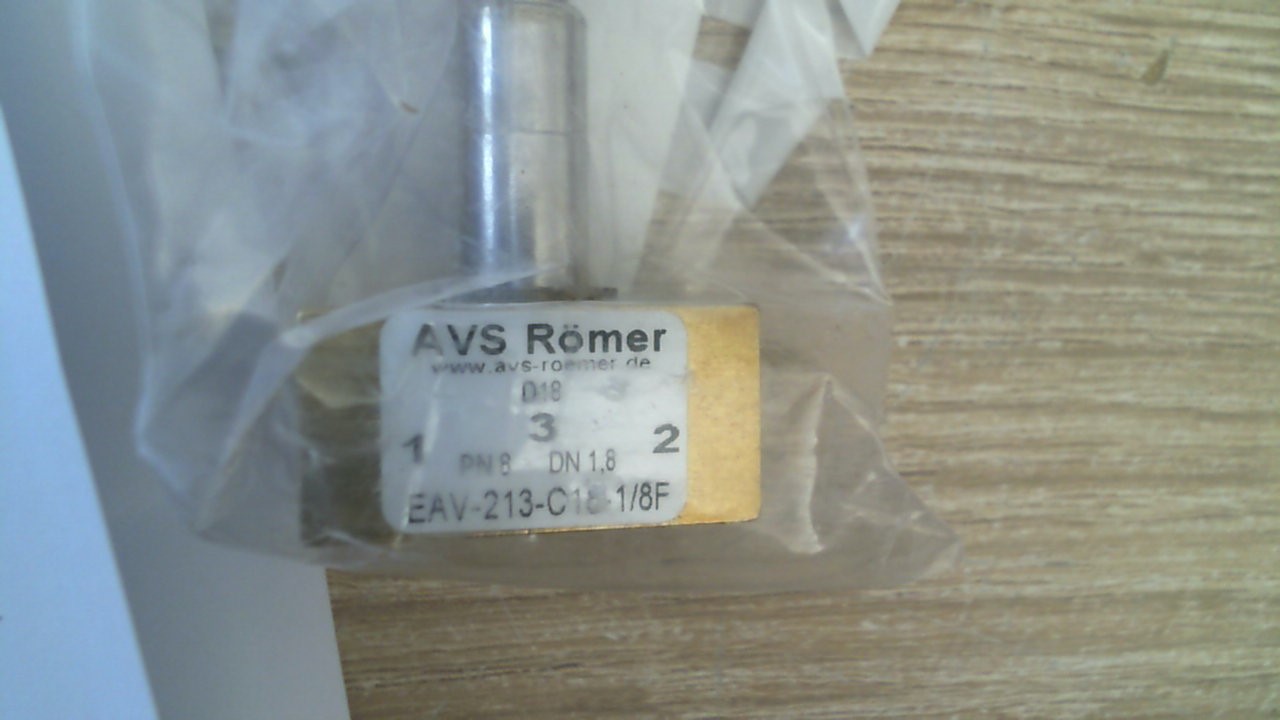 AVS Römer
www.avs-roemer.de
D18
3
1 2
PN 8 DN 1,8
EAV-213-C18-1/8F